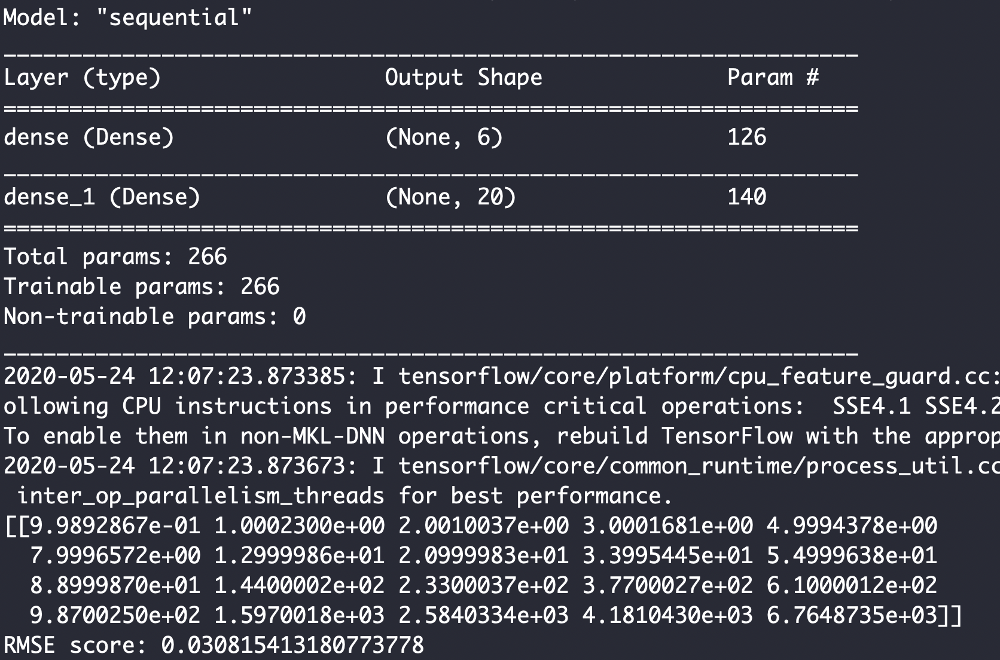 Model: "sequential"
_________________________________________________________________
Layer (type)                 Output Shape              Param #
=================================================================
dense (Dense)                (None, 6)                 126
_________________________________________________________________
dense_1 (Dense)              (None, 20)                140
=================================================================
Total params: 266
Trainable params: 266
Non-trainable params: 0
_________________________________________________________________
2020-05-24 12:07:23.873385: I tensorflow/core/platform/cpu_feature_guard.cc:
ollowing CPU instructions in performance critical operations:  SSE4.1 SSE4.2
To enable them in non-MKL-DNN operations, rebuild TensorFlow with the approp
2020-05-24 12:07:23.873673: I tensorflow/core/common_runtime/process_util.cc
 inter_op_parallelism_threads for best performance.
[[9.9892867e-01 1.0002300e+00 2.0010037e+00 3.0001681e+00 4.9994378e+00
  7.9996572e+00 1.2999986e+01 2.0999983e+01 3.3995445e+01 5.4999638e+01
  8.8999870e+01 1.4400002e+02 2.3300037e+02 3.7700027e+02 6.1000012e+02
  9.8700250e+02 1.5970018e+03 2.5840334e+03 4.1810430e+03 6.7648735e+03]]
RMSE score: 0.030815413180773778